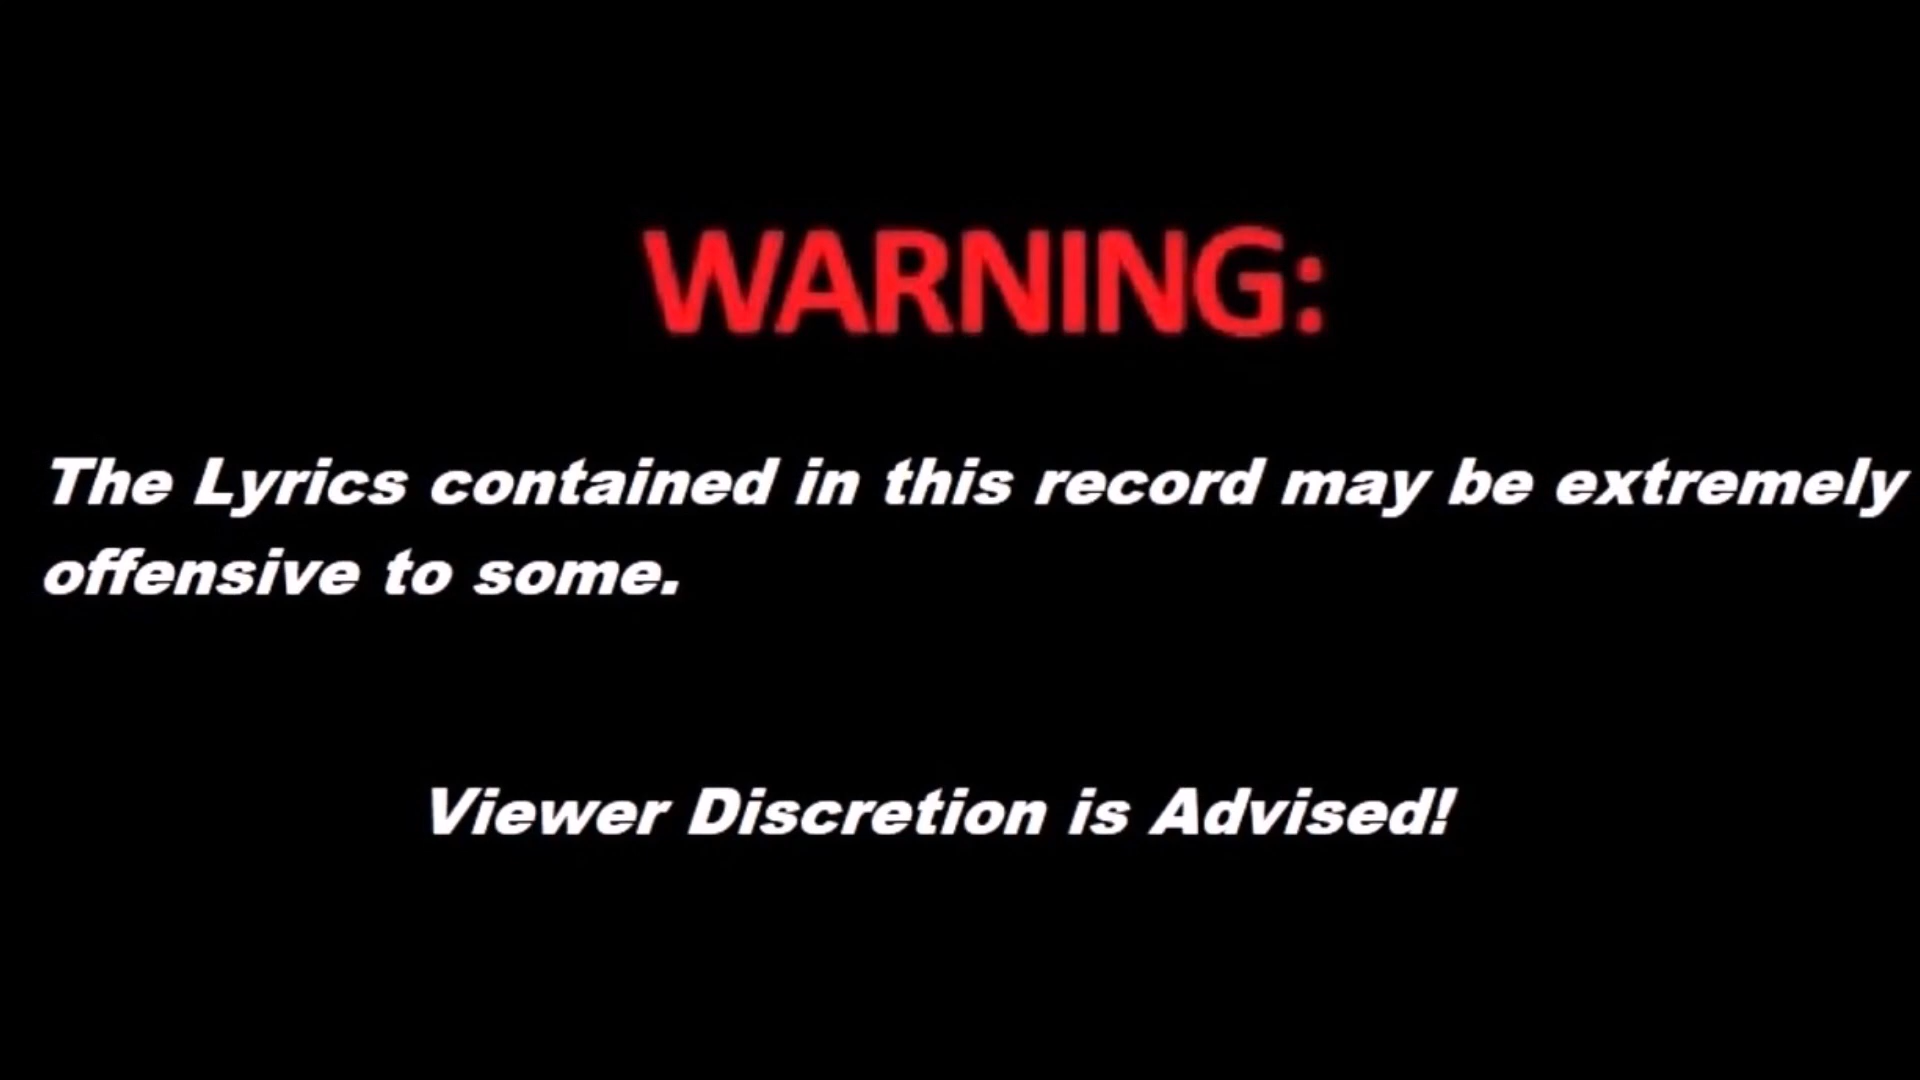 WARNING:
The Lyrics contained in this record may be extremely
offensive to some.
Viewer Discretion is Advised!